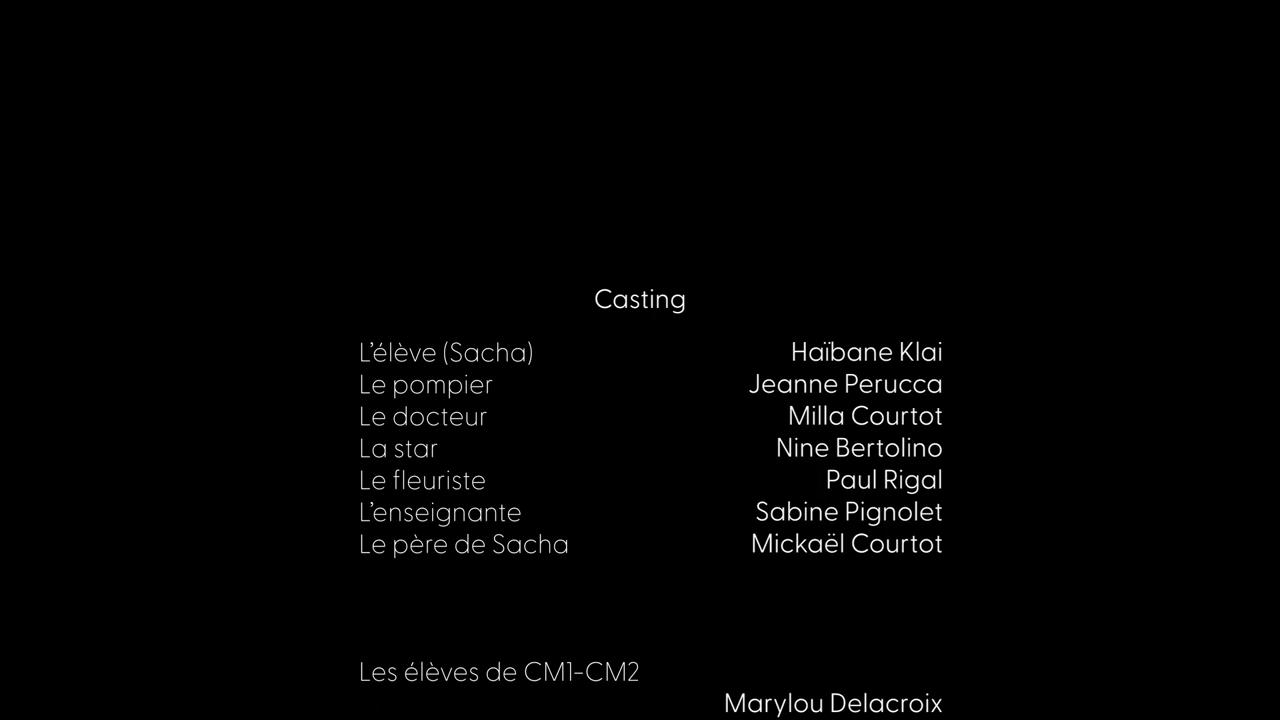 Casting
L’élève (Sacha) Haïbane Klai
Le pompier Jeanne Perucca
Le docteur Milla Courtot
La star Nine Bertolino
Le fleuriste Paul Rigal
L’enseignante Sabine Pignolet
Le père de Sacha Mickaël Courtot
Les élèves de CM1-CM2
Marylou Delacroix